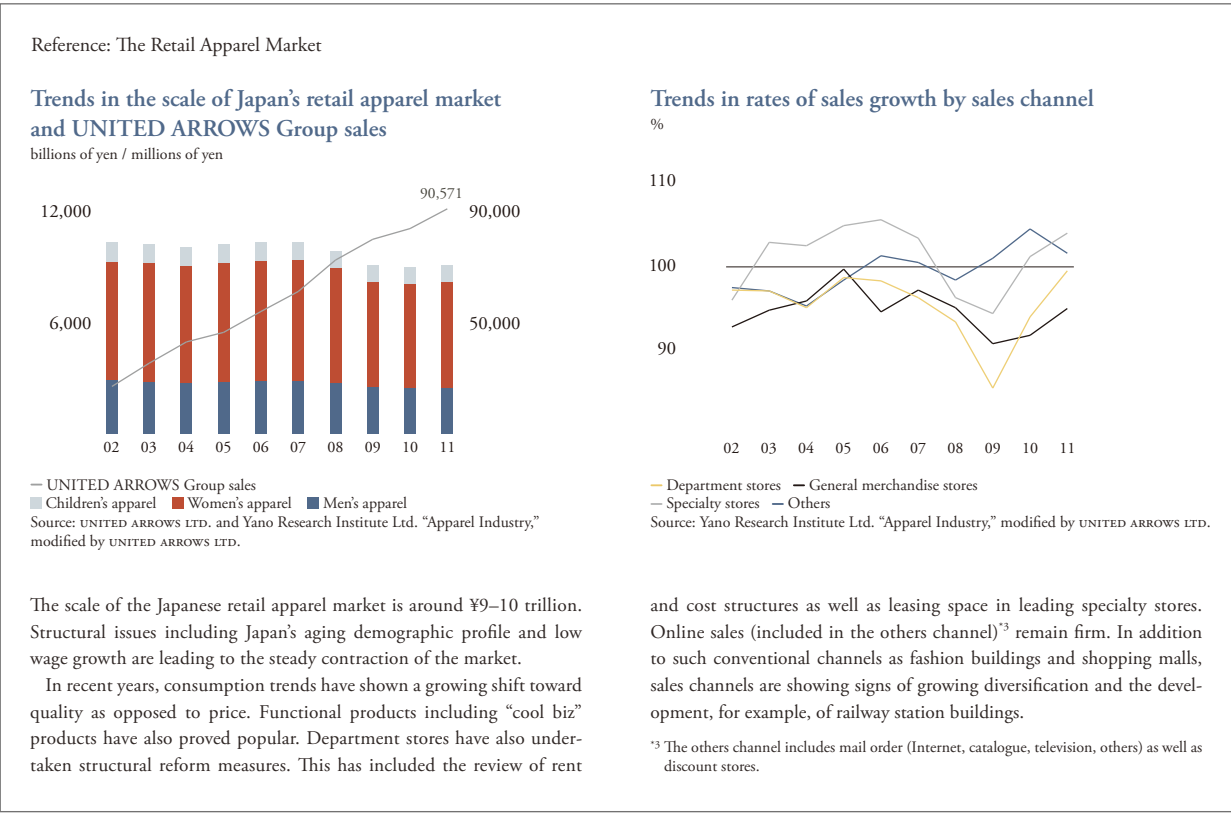 Reference: The Retail Apparel Market
Trends in the scale of Japan's retail apparel market
and UNITED ARROWS Group sales
billions of yen / millions of yen
90,571
12,000
90,000
6,000
50,000
02 03 04 05 06 07 08 09 10 11
— UNITED ARROWS Group sales
Children's apparel Women's apparel Men's apparel
Source: UNITED ARROWS LTD. and Yano Research Institute Ltd. “Apparel Industry,”
modified by UNITED ARROWS LTD.
The scale of the Japanese retail apparel market is around ¥9–10 trillion.
Structural issues including Japan's aging demographic profile and low
wage growth are leading to the steady contraction of the market.
In recent years, consumption trends have shown a growing shift toward
quality as opposed to price. Functional products including “cool biz”
products have also proved popular. Department stores have also under-
taken structural reform measures. This has included the review of rent
Trends in rates of sales growth by sales channel
%
110
100
90
02 03 04 05 06 07 08 09 10 11
— Department stores — General merchandise stores
— Specialty stores — Others
Source: Yano Research Institute Ltd. “Apparel Industry,” modified by UNITED ARROWS LTD.
and cost structures as well as leasing space in leading specialty stores.
Online sales (included in the others channel)*3 remain firm. In addition
to such conventional channels as fashion buildings and shopping malls,
sales channels are showing signs of growing diversification and the devel-
opment, for example, of railway station buildings.
*3 The others channel includes mail order (Internet, catalogue, television, others) as well as
discount stores.